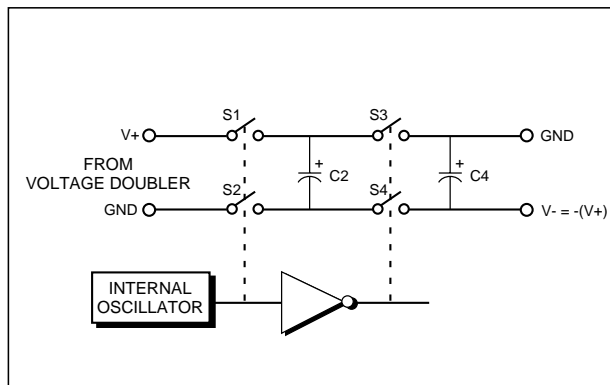 S1
S3
V+
GND
+
+
FROM
VOLTAGE DOUBLER
C2
C4
S2
S4
GND
V- = -(V+)
INTERNAL
OSCILLATOR